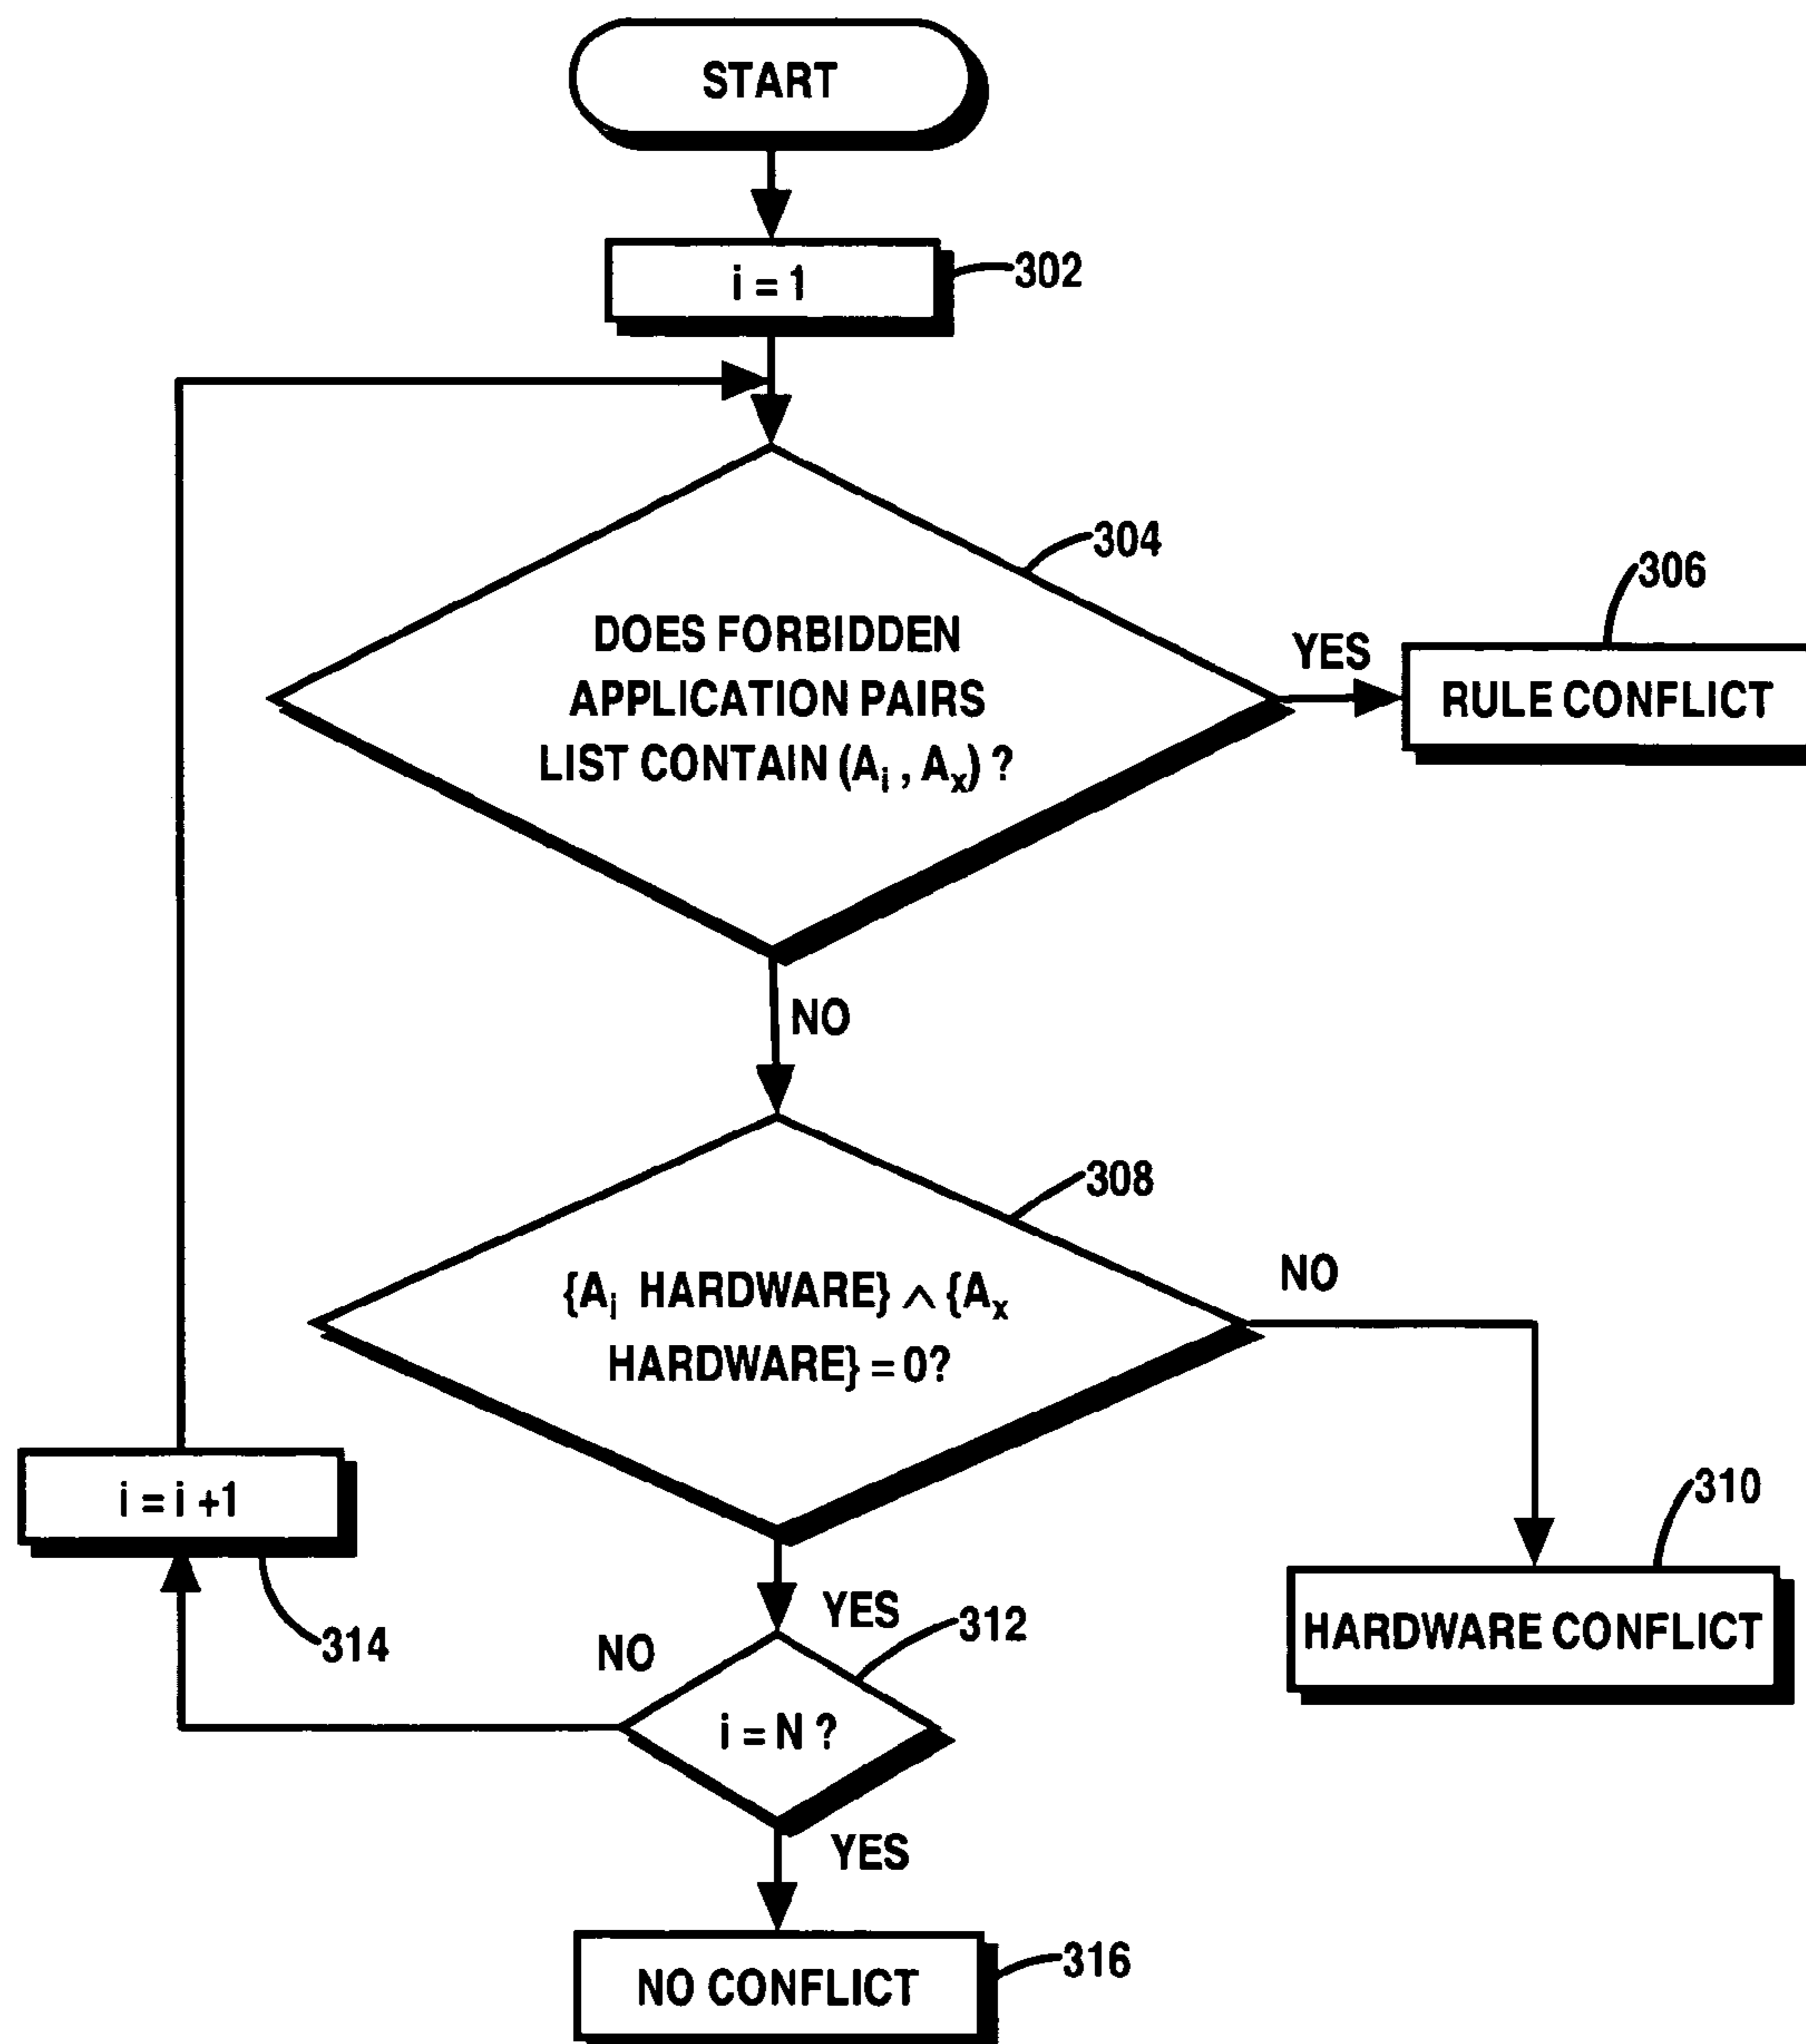 START
i = 1
302
304
306
DOES FORBIDDEN
APPLICATION PAIRS
LIST CONTAIN (Ai , Ax) ?
YES
RULE CONFLICT
NO
308
{Ai HARDWARE} ∧ {Ax
HARDWARE} = 0?
NO
i = i +1
310
314
HARDWARE CONFLICT
YES
312
NO
i = N ?
YES
NO CONFLICT
316